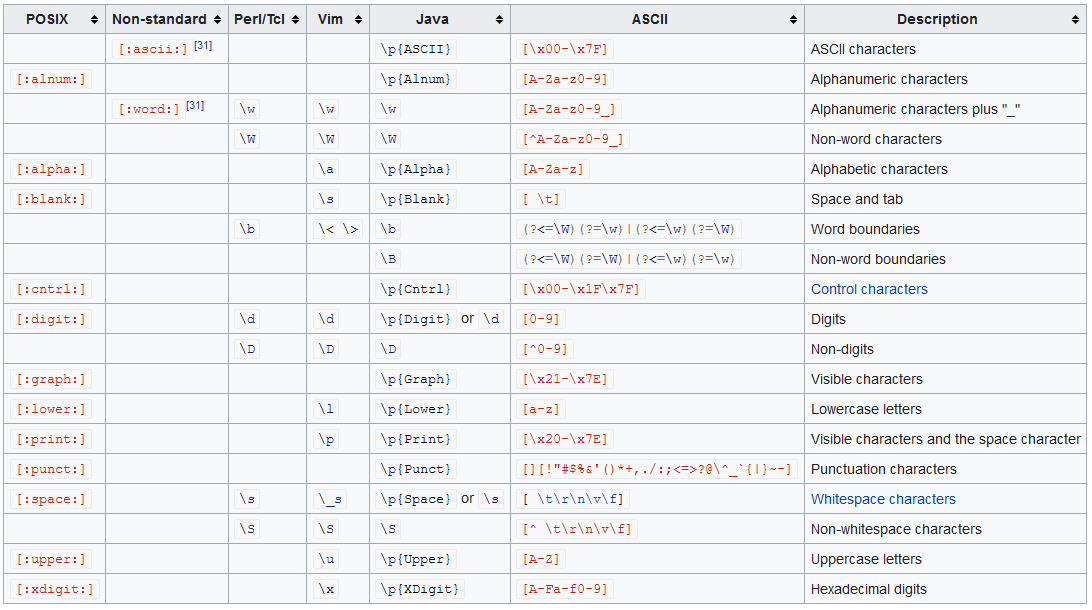 POSIX Non-standard Perl/Tcl Vim Java ASCII Description
[:ascii:] [31] \p{ASCII} [\x00-\x7F] ASCII characters
[:alnum:] \p{Alnum} [A-Za-z0-9] Alphanumeric characters
[:word:] [31] \w \w \w [A-Za-z0-9_] Alphanumeric characters plus "_"
\W \W \W [^A-Za-z0-9_] Non-word characters
[:alpha:] \a \p{Alpha} [A-Za-z] Alphabetic characters
[:blank:] \s \p{Blank} [ \t] Space and tab
\b \< \> \b (?<=\W)(?=\w)|(?<=\w)(?=\W) Word boundaries
\B (?<=\W)(?=\W)|(?<=\w)(?=\w) Non-word boundaries
[:cntrl:] \p{Cntrl} [\x00-\x1F\x7F] Control characters
[:digit:] \d \d \p{Digit} or \d [0-9] Digits
\D \D \D [^0-9] Non-digits
[:graph:] \p{Graph} [\x21-\x7E] Visible characters
[:lower:] \l \p{Lower} [a-z] Lowercase letters
[:print:] \p \p{Print} [\x20-\x7E] Visible characters and the space character
[:punct:] \p{Punct} [][!"#$%&'()*+,./:;<=>?@\^_`{|}~-] Punctuation characters
[:space:] \s \_s \p{Space} or \s [ \t\r\n\v\f] Whitespace characters
\S \S \S [^ \t\r\n\v\f] Non-whitespace characters
[:upper:] \u \p{Upper} [A-Z] Uppercase letters
[:xdigit:] \x \p{XDigit} [A-Fa-f0-9] Hexadecimal digits